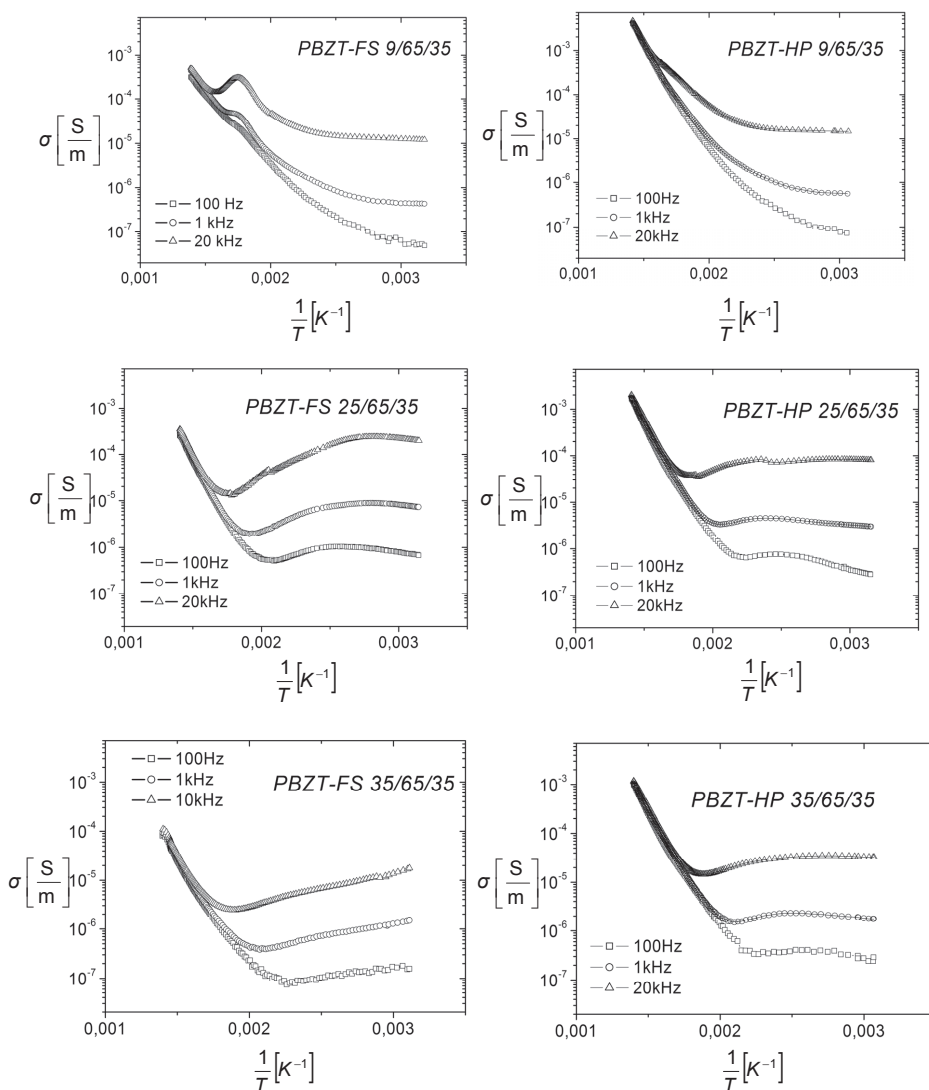 PBZT-FS 9/65/35
10^-3
10^-4
10^-5
10^-6
10^-7
σ [S/m]
100 Hz
1 kHz
20 kHz
0,001 0,002 0,003
1/T [K^-1]
PBZT-HP 9/65/35
10^-3
10^-4
10^-5
10^-6
10^-7
σ [S/m]
100Hz
1kHz
20kHz
0,001 0,002 0,003
1/T [K^-1]
PBZT-FS 25/65/35
10^-3
10^-4
10^-5
10^-6
10^-7
σ [S/m]
100Hz
1kHz
20kHz
0,001 0,002 0,003
1/T [K^-1]
PBZT-HP 25/65/35
10^-3
10^-4
10^-5
10^-6
10^-7
σ [S/m]
100Hz
1kHz
20kHz
0,001 0,002 0,003
1/T [K^-1]
100Hz
1kHz
10kHz
PBZT-FS 35/65/35
10^-3
10^-4
10^-5
10^-6
10^-7
σ [S/m]
0,001 0,002 0,003
1/T [K^-1]
PBZT-HP 35/65/35
10^-3
10^-4
10^-5
10^-6
10^-7
σ [S/m]
100Hz
1kHz
20kHz
0,001 0,002 0,003
1/T [K^-1]